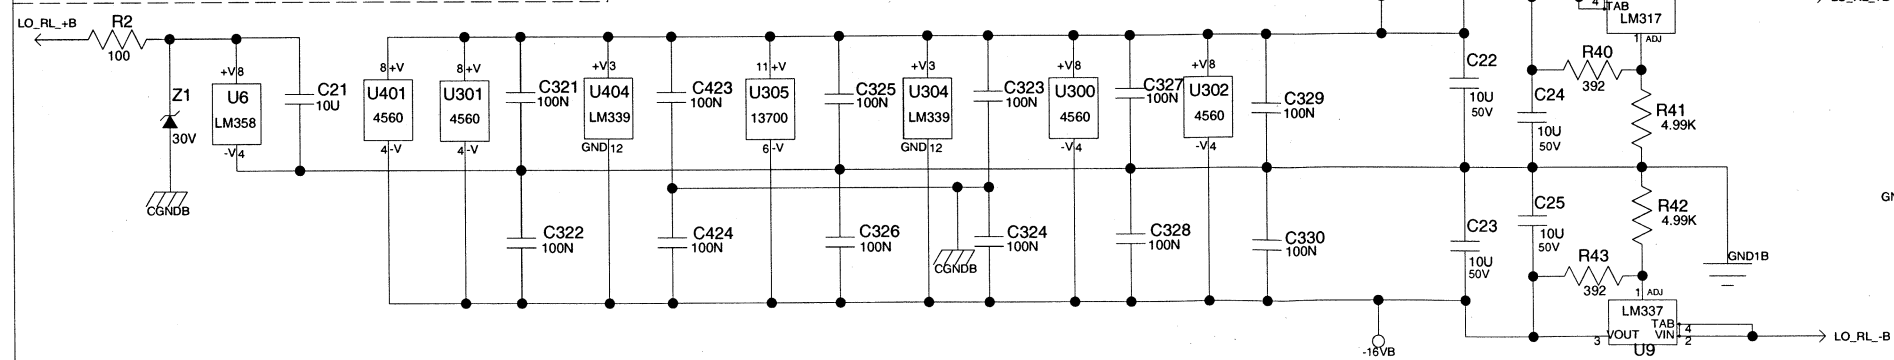 LO_RL_+B
R2
100
Z1
30V
CGNDB
+V 8
U6
LM358
-V 4
C21
10U
8 +V
U401
4560
4 -V
8 +V
U301
4560
4 -V
C321
100N
C322
100N
+V 3
U404
LM339
GND 12
C423
100N
C424
100N
11 +V
U305
13700
6 -V
C325
100N
C326
100N
+V 3
U304
LM339
GND 12
CGNDB
C323
100N
C324
100N
+V 8
U300
4560
-V 4
C327
100N
C328
100N
+V 8
U302
4560
-V 4
C329
100N
C330
100N
-16VB
C22
10U
50V
C23
10U
50V
C24
10U
50V
C25
10U
50V
4
TAB
LM317
1 ADJ
R40
392
R41
4.99K
R42
4.99K
R43
392
GND1B
1 ADJ
LM337
TAB 4
VOUT VIN
3
2
U9
LO_RL_-B